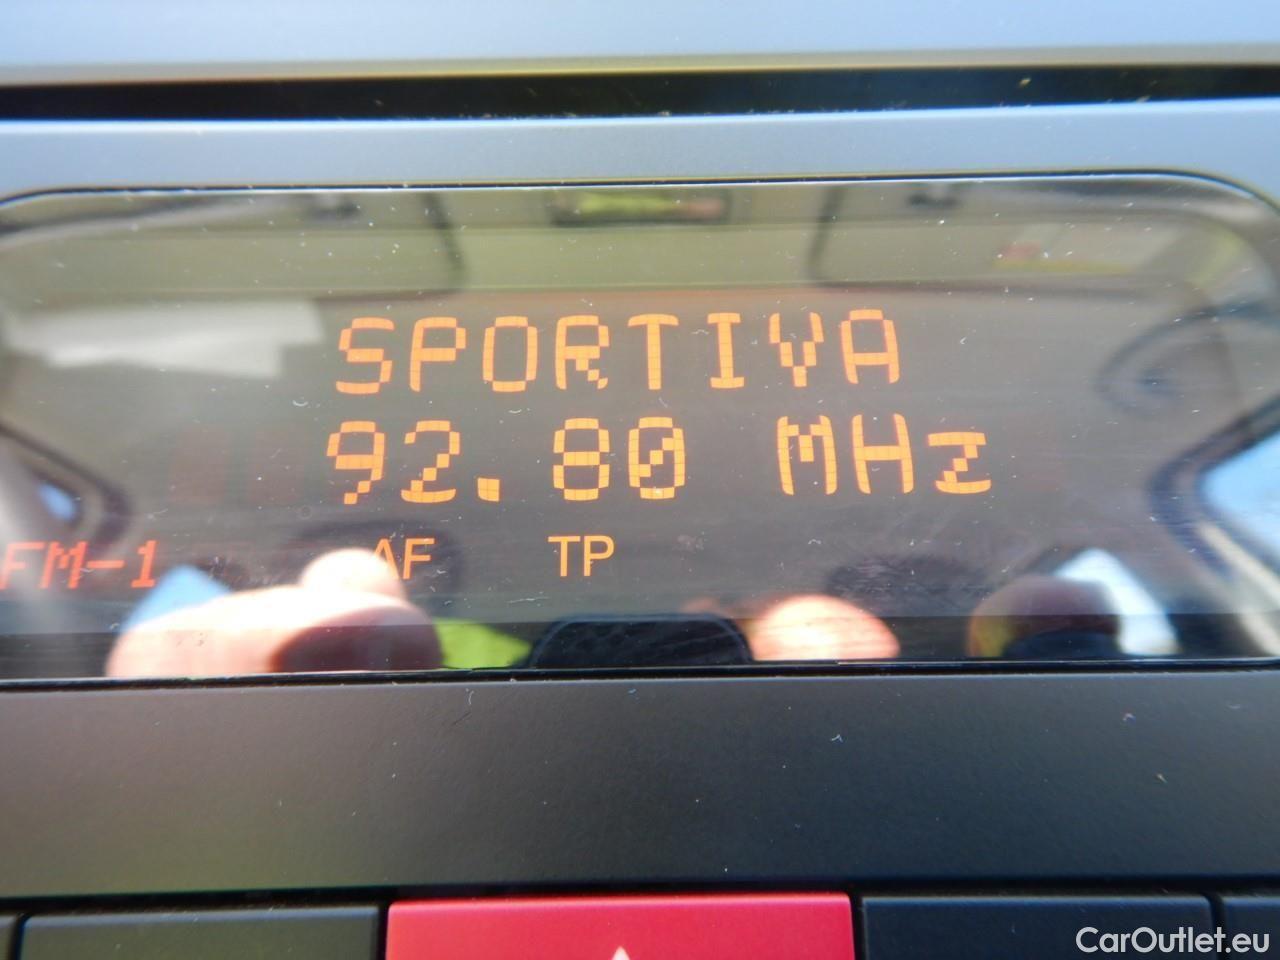 SPORTIVA
92.80 MHz
FM-1 AF TP
CarOutlet.eu